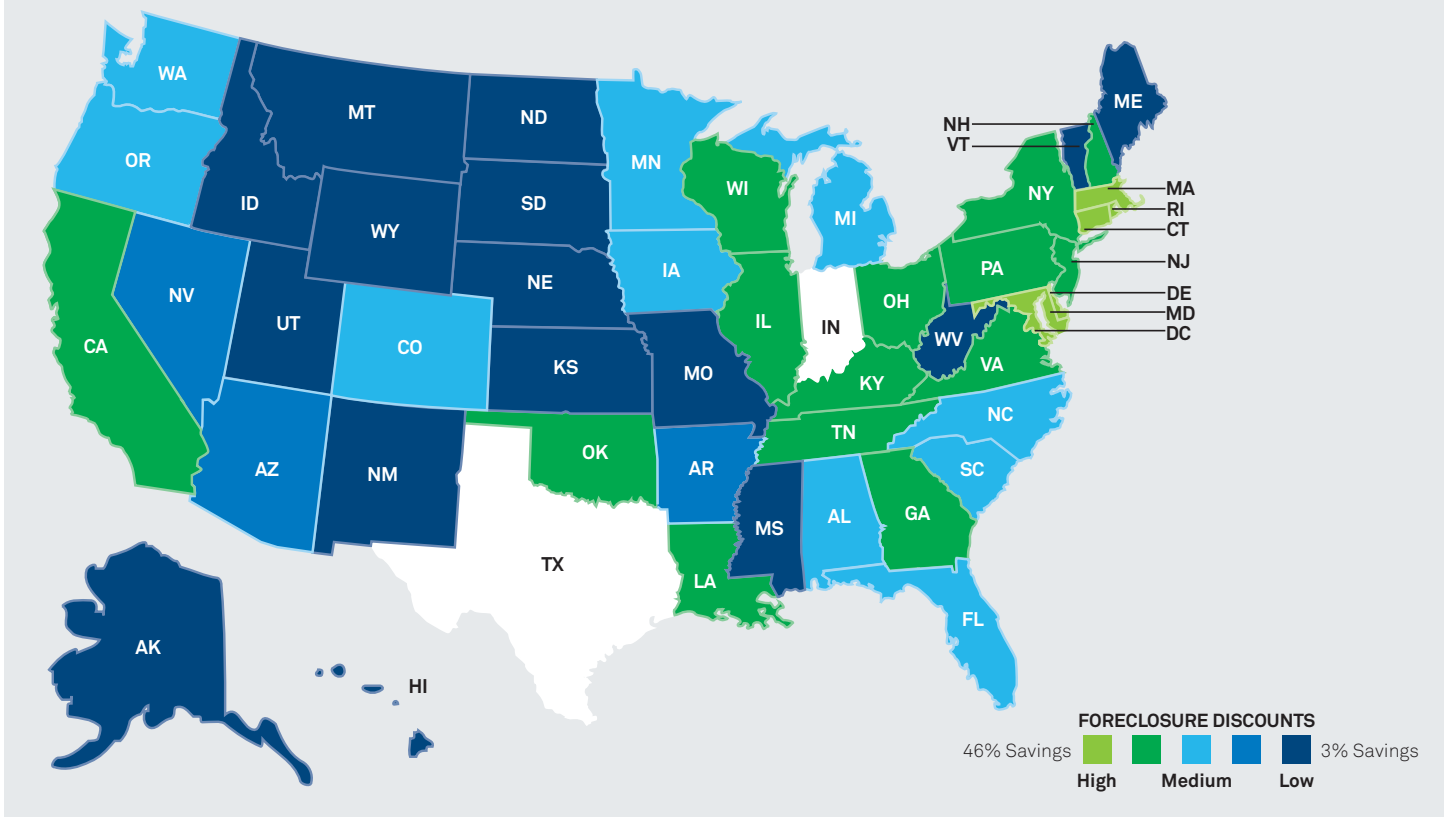 WA
MT
ND
ME
NH
VT
OR
MN
ID
SD
WI
NY
MA
RI
CT
MI
WY
NJ
PA
IA
NE
NV
DE
MD
DC
OH
UT
IL
IN
WV
CO
CA
VA
KS
MO
KY
NC
TN
OK
AZ
NM
AR
SC
GA
AL
MS
TX
LA
FL
AK
HI
FORECLOSURE DISCOUNTS
46% Savings 3% Savings
High Medium Low